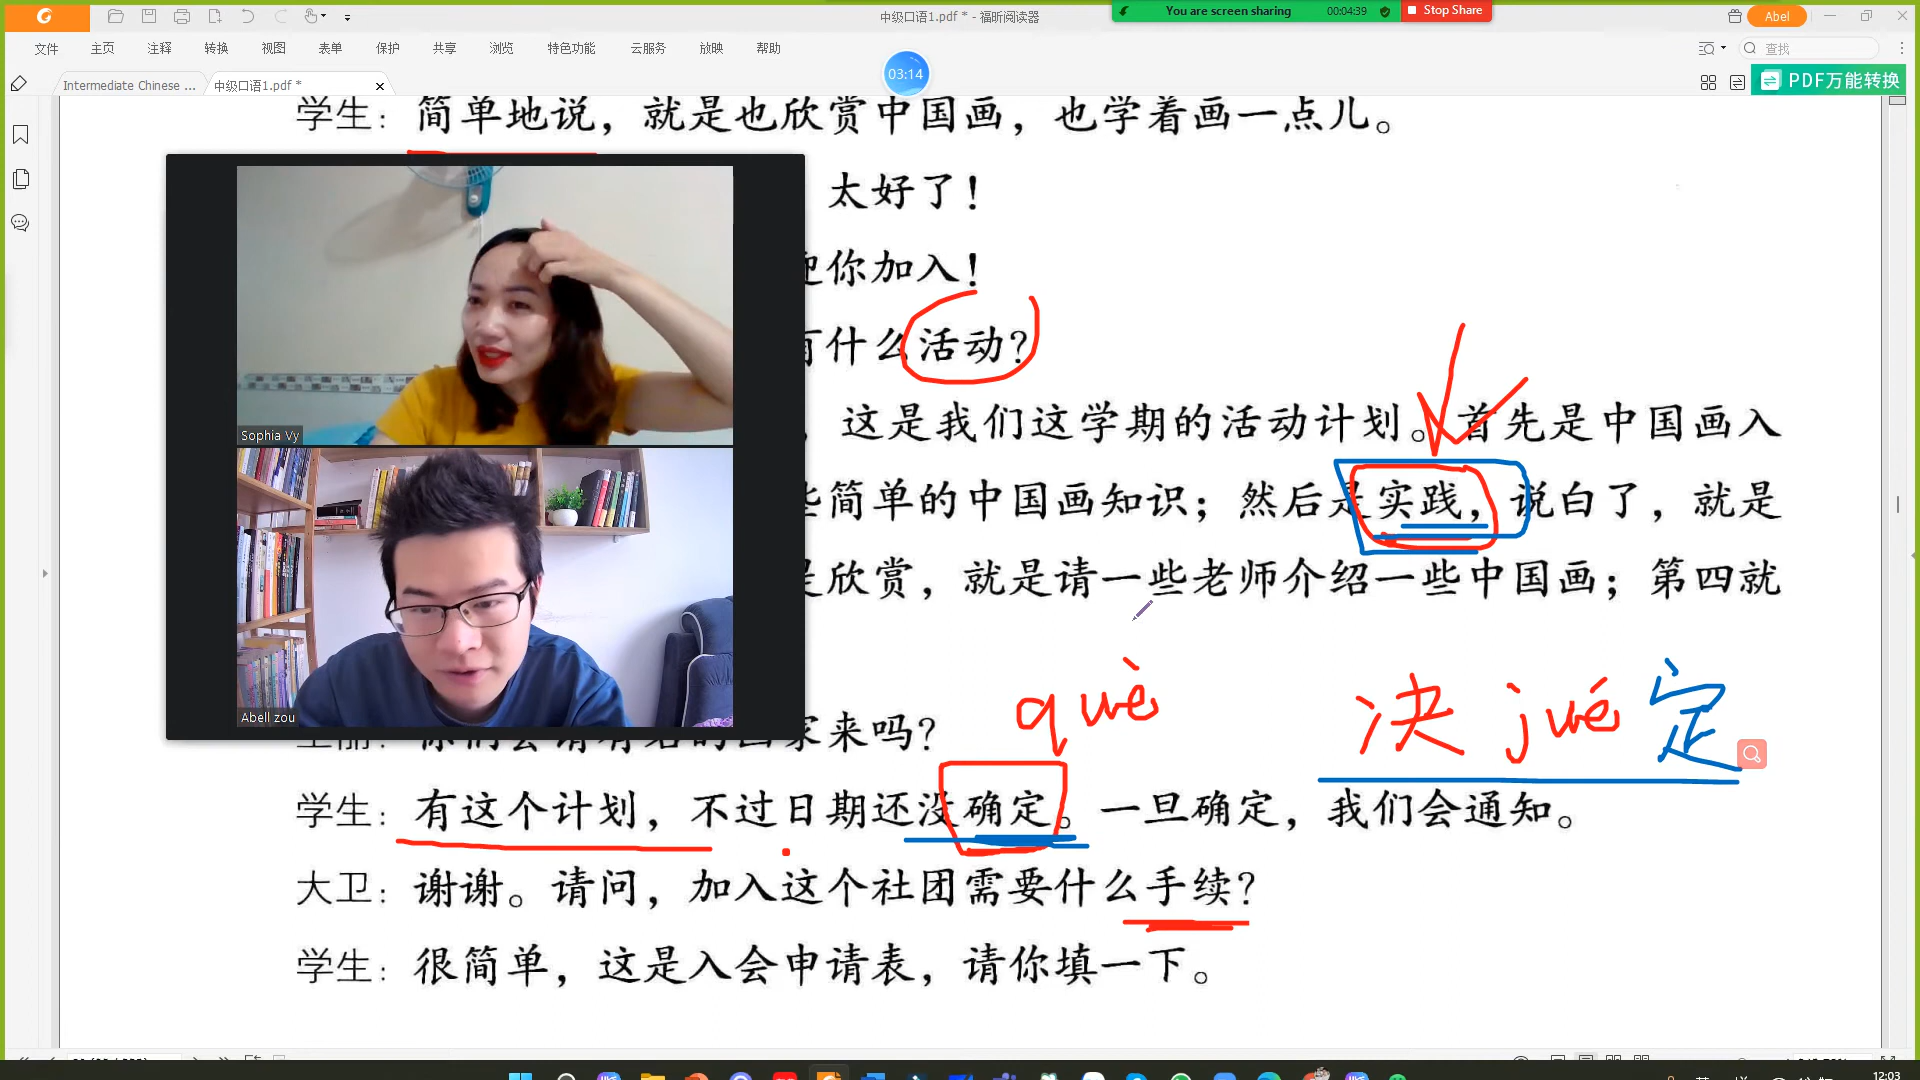 中级口语1.pdf * - 福昕阅读器
You are screen sharing 00:04:39 Stop Share
Abel
文件 主页 注释 转换 视图 表单 保护 共享 浏览 特色功能 云服务 放映 帮助
查找
Intermediate Chinese ... 中级口语1.pdf *
03:14
PDF万能转换
学生：简单地说，就是也欣赏中国画，也学着画一点儿。
太好了！
你加入！
什么活动？
，这是我们这学期的活动计划。首先是中国画入
简单的中国画知识；然后是实践，说白了，就是
是欣赏，就是请一些老师介绍一些中国画；第四就
Sophia Vy
Abell zou
què
决 jué 定
家来吗？
学生：有这个计划，不过日期还没确定。一旦确定，我们会通知。
大卫：谢谢。请问，加入这个社团需要什么手续？
学生：很简单，这是入会申请表，请你填一下。
12:03